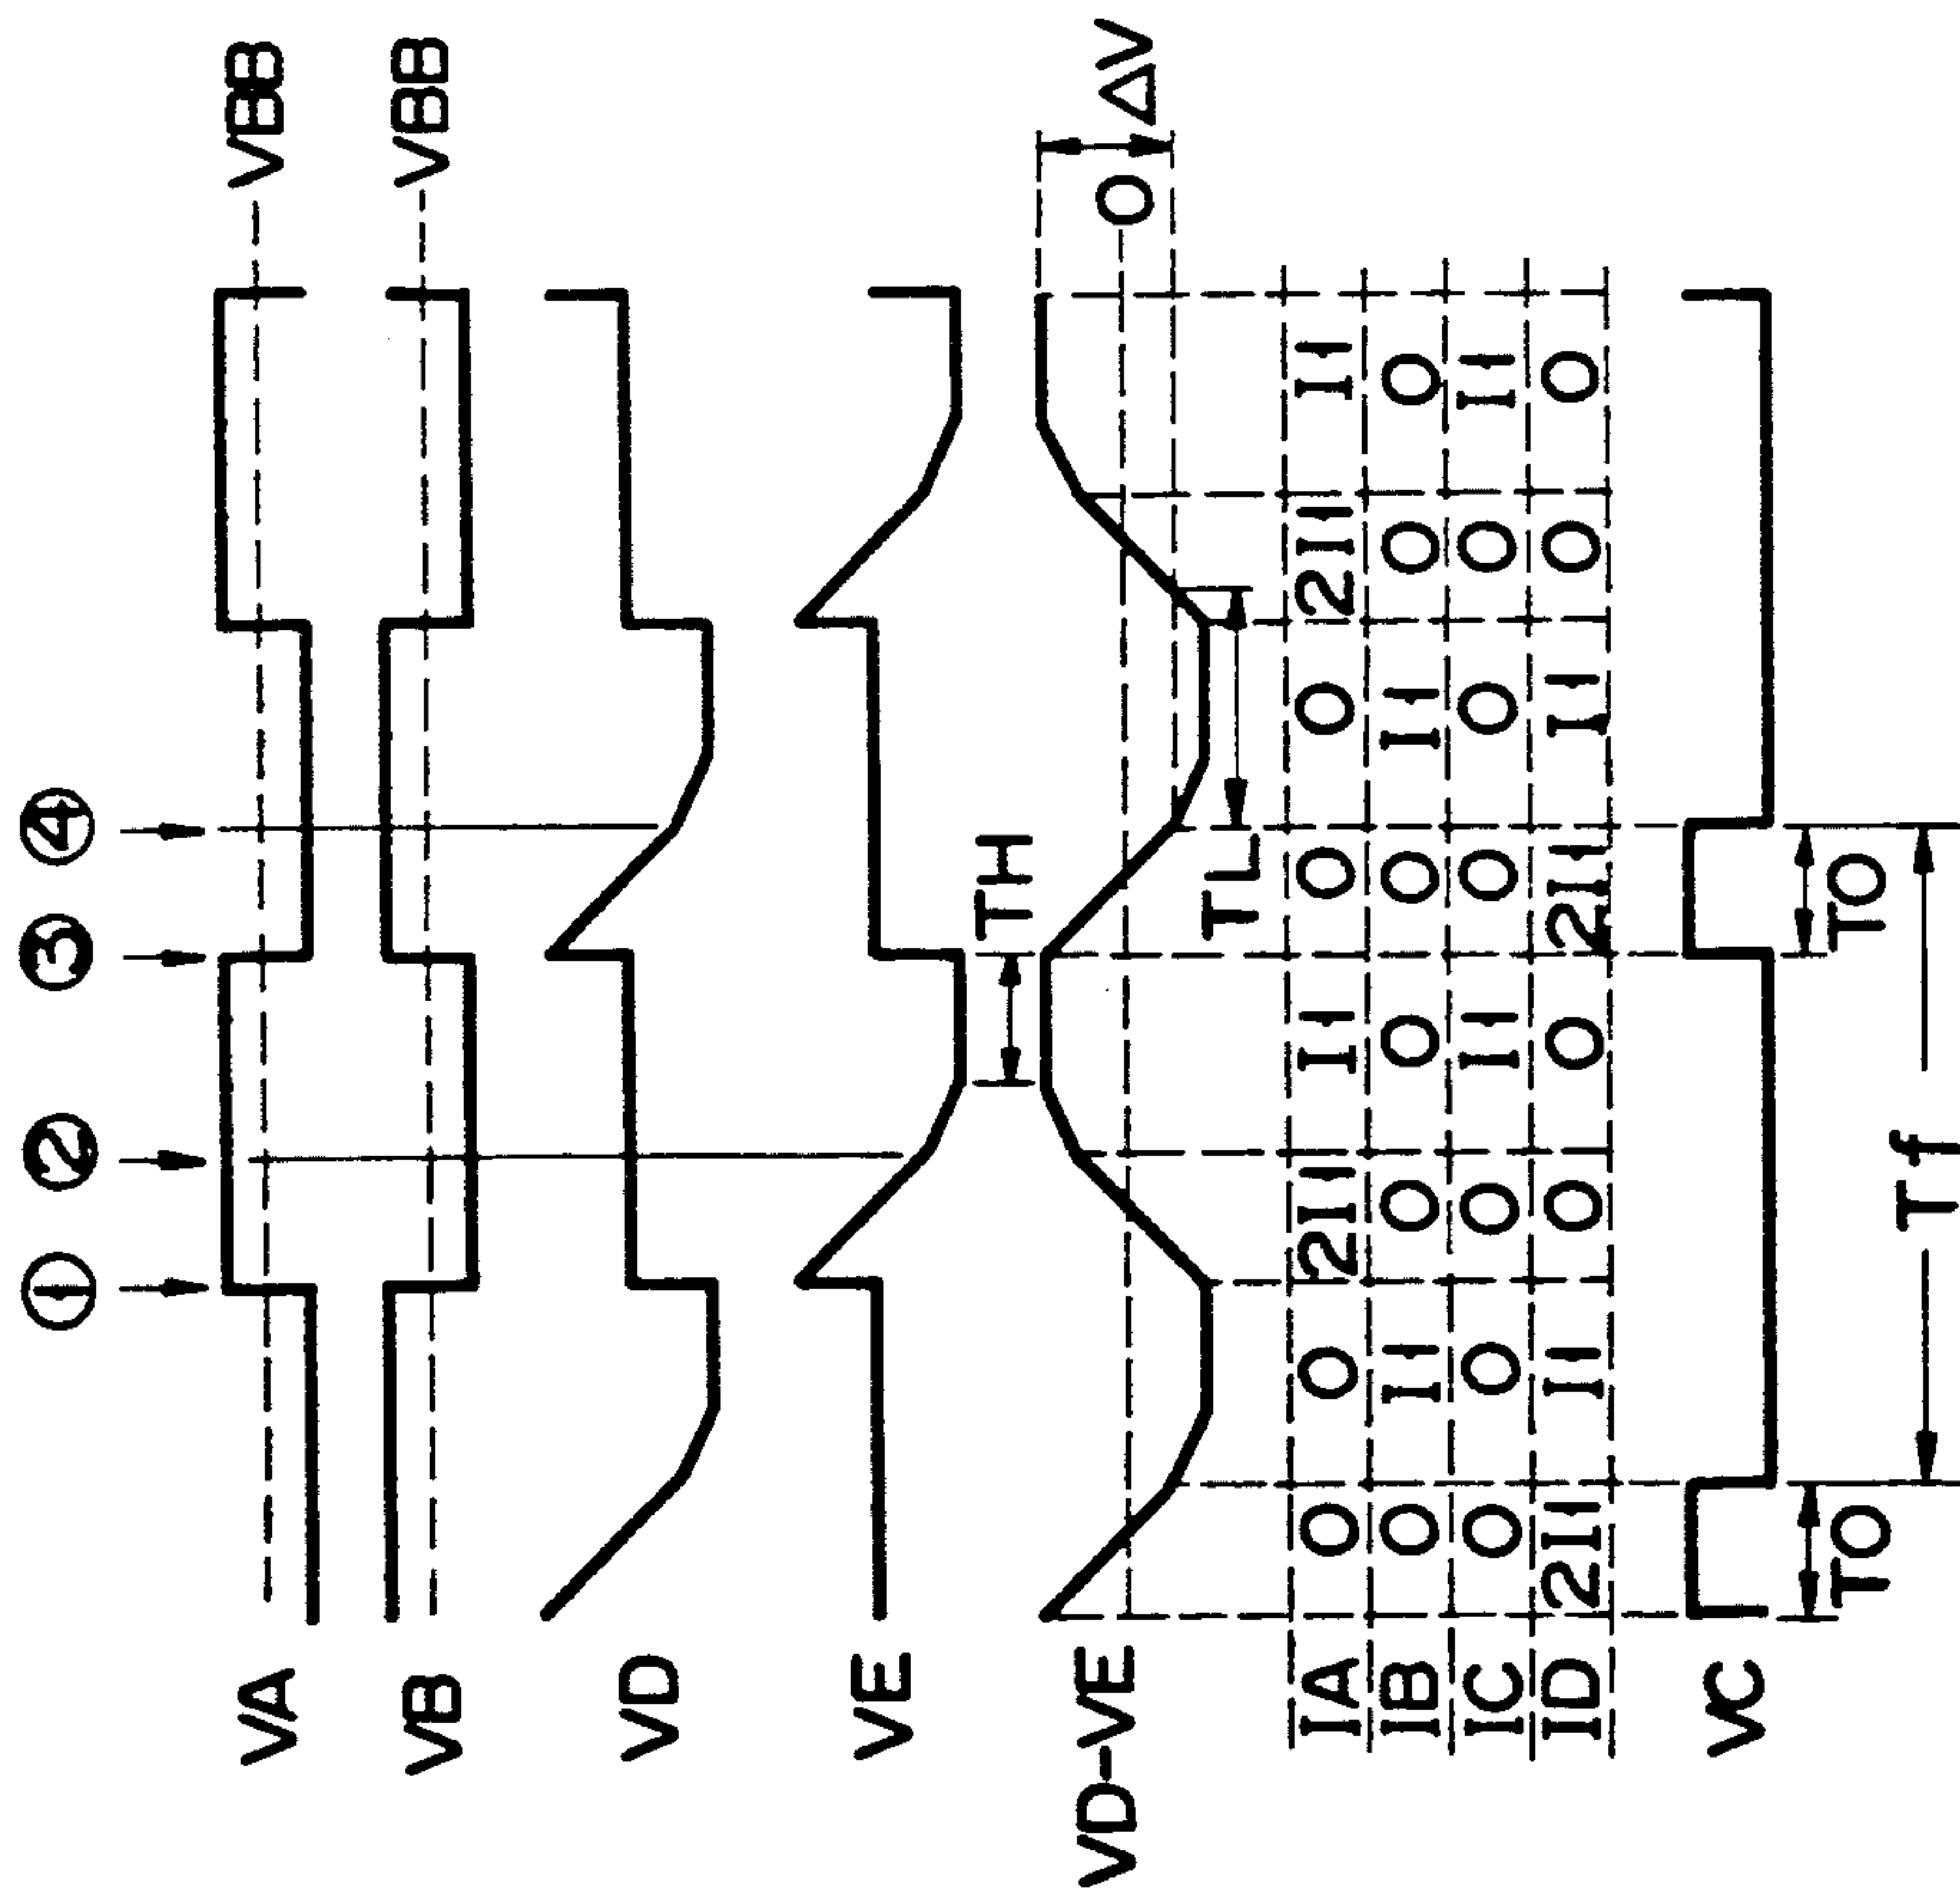 ① ② ③ ④
VA VBB
VB VBB
VD
VE
TH
VD-VE O ΔV
TL
IA O O 2I1 I1 O O 2I1 I1
IB O I1 O O O I1 O O
IC O O O I1 O O O I1
ID 2I1 I1 O O 2I1 I1 O O
VC
TO TO
Tf